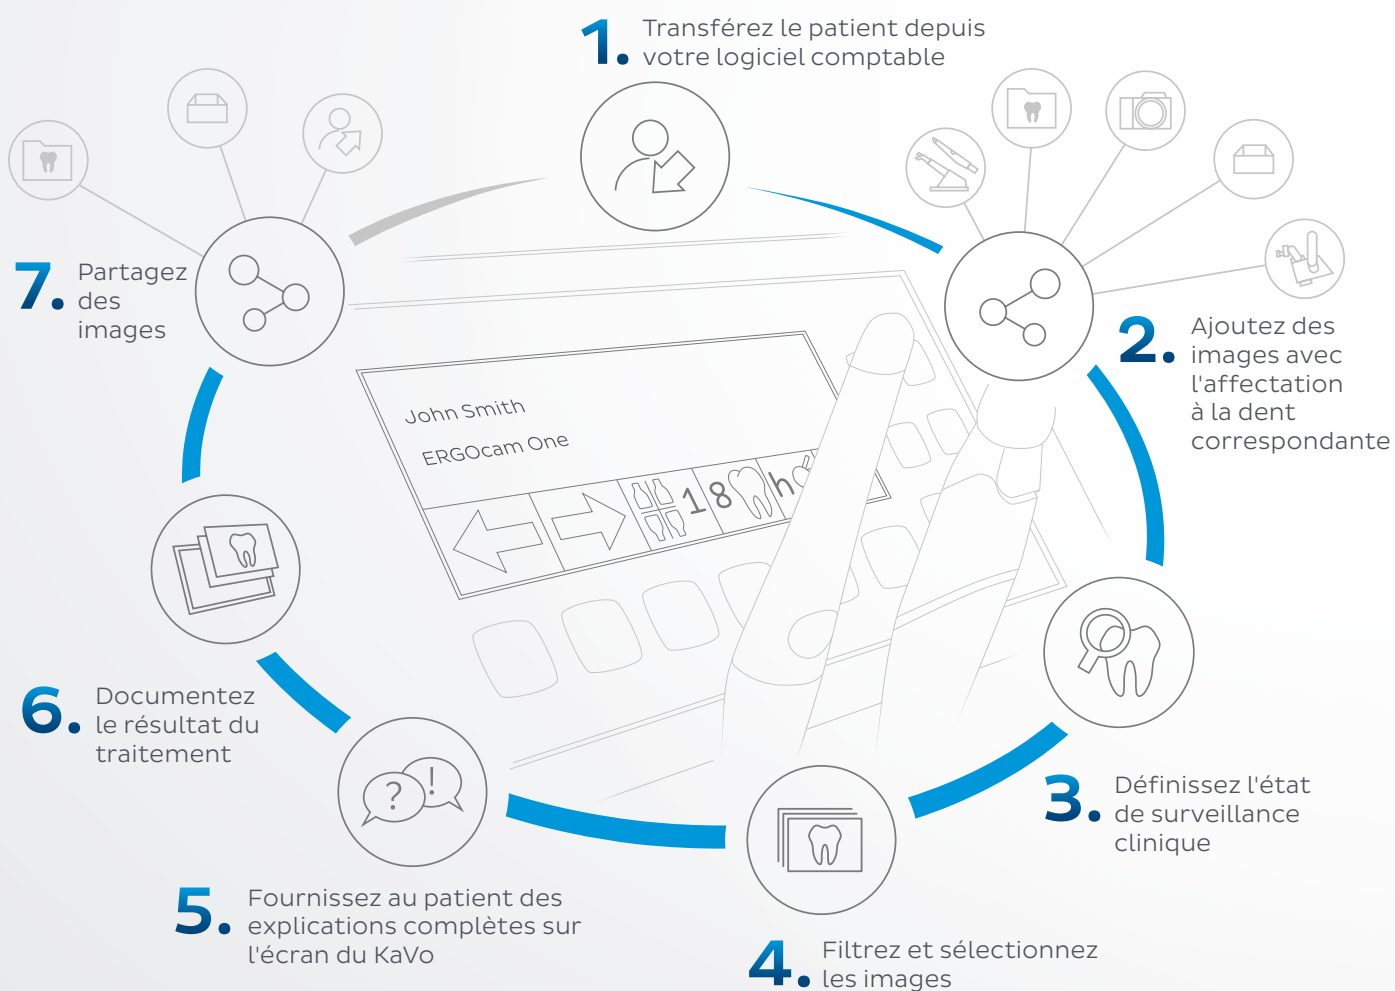 1. Transférez le patient depuis
votre logiciel comptable
2. Ajoutez des
images avec
l'affectation
à la dent
correspondante
3. Définissez l'état
de surveillance
clinique
4. Filtrez et sélectionnez
les images
5. Fournissez au patient des
explications complètes sur
l'écran du KaVo
6. Documentez
le résultat du
traitement
7. Partagez
des
images
John Smith
ERGOcam One
18 h
? !